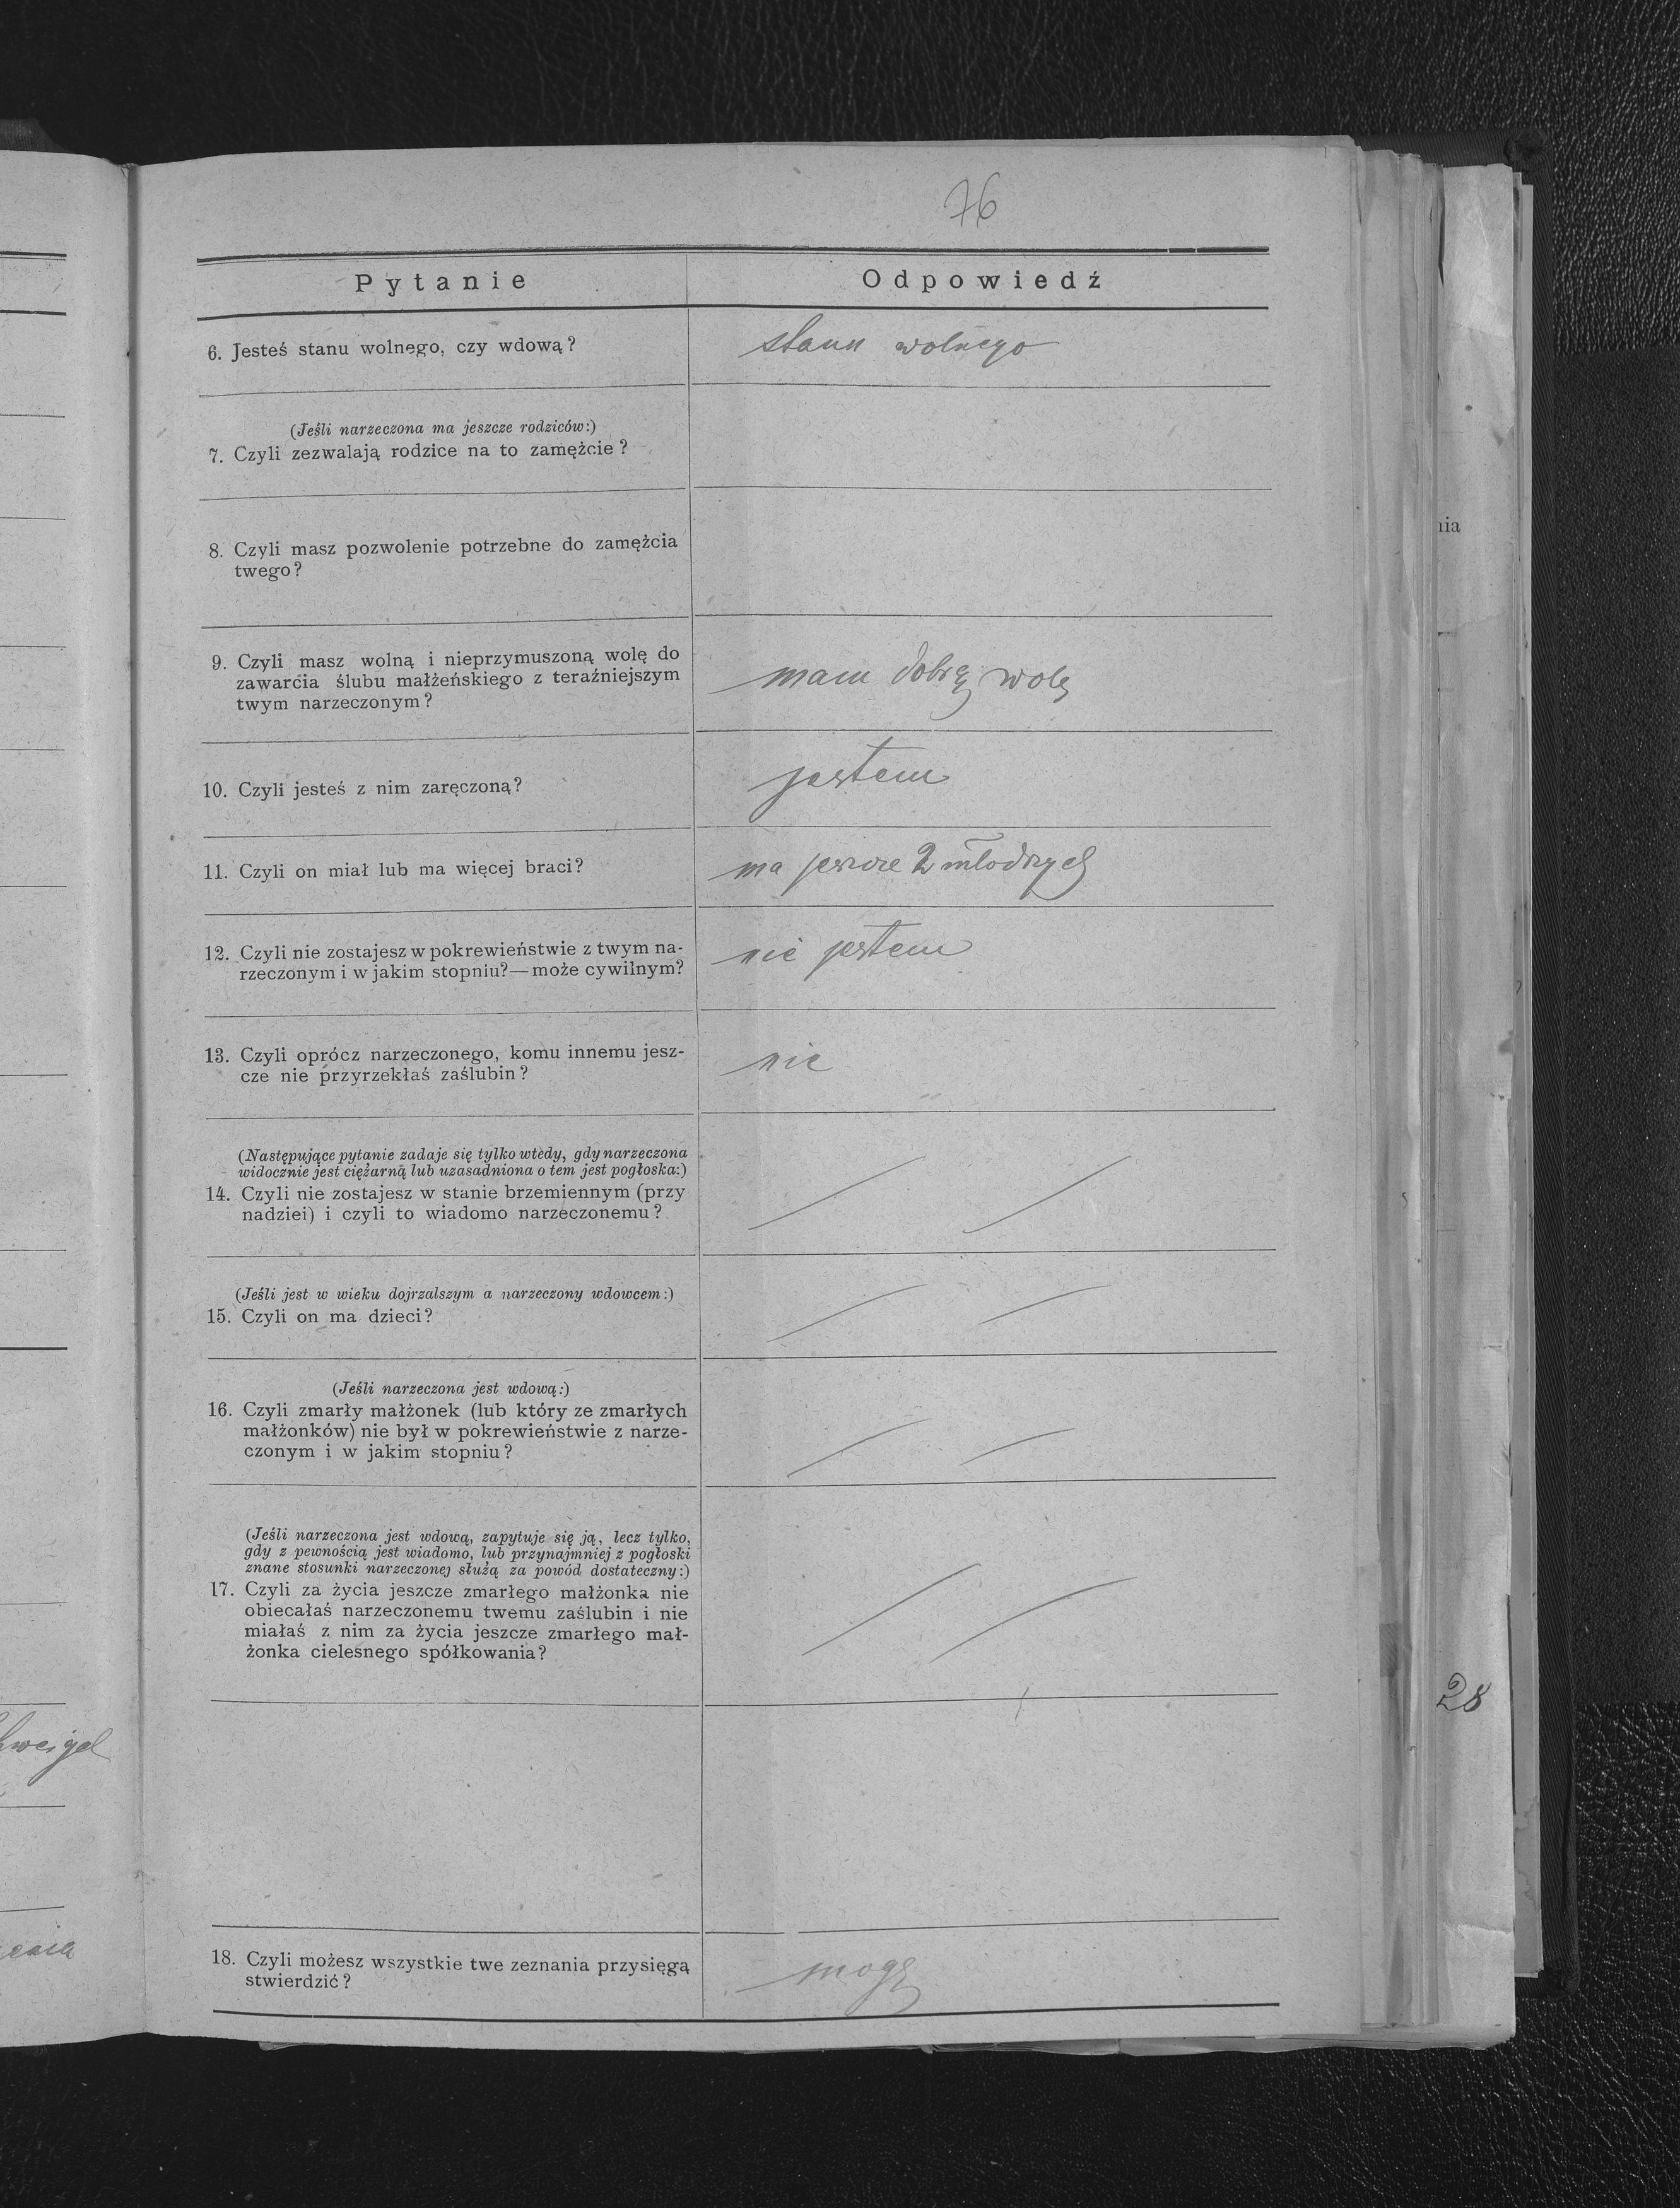 76
Pytanie
Odpowiedź
6. Jesteś stanu wolnego, czy wdową?
stanu wolnego
(Jeśli narzeczona ma jeszcze rodziców:)
7. Czyli zezwalają rodzice na to zamężcie?
8. Czyli masz pozwolenie potrzebne do zamężcia
twego?
9. Czyli masz wolną i nieprzymuszoną wolę do
zawarcia ślubu małżeńskiego z teraźniejszym
twym narzeczonym?
mam dobrą wolę
10. Czyli jesteś z nim zaręczoną?
jestem
11. Czyli on miał lub ma więcej braci?
ma jeszcze 2 młodszych
12. Czyli nie zostajesz w pokrewieństwie z twym na-
rzeczonym i w jakim stopniu?—może cywilnym?
nie jestem
13. Czyli oprócz narzeczonego, komu innemu jesz-
cze nie przyrzekłaś zaślubin?
nie
(Następujące pytanie zadaje się tylko wtedy, gdy narzeczona
widocznie jest ciężarną lub uzasadniona o tem jest pogłoska:)
14. Czyli nie zostajesz w stanie brzemiennym (przy
nadziei) i czyli to wiadomo narzeczonemu?
(Jeśli jest w wieku dojrzalszym a narzeczony wdowcem:)
15. Czyli on ma dzieci?
(Jeśli narzeczona jest wdową:)
16. Czyli zmarły małżonek (lub który ze zmarłych
małżonków) nie był w pokrewieństwie z narze-
czonym i w jakim stopniu?
(Jeśli narzeczona jest wdową, zapytuje się ją, lecz tylko,
gdy z pewnością jest wiadomo, lub przynajmniej z pogłoski
znane stosunki narzeczonej służą za powód dostateczny:)
17. Czyli za życia jeszcze zmarłego małżonka nie
obiecałaś narzeczonemu twemu zaślubin i nie
miałaś z nim za życia jeszcze zmarłego mał-
żonka cielesnego spółkowania?
18. Czyli możesz wszystkie twe zeznania przysięgą
stwierdzić?
mogę
nia
28